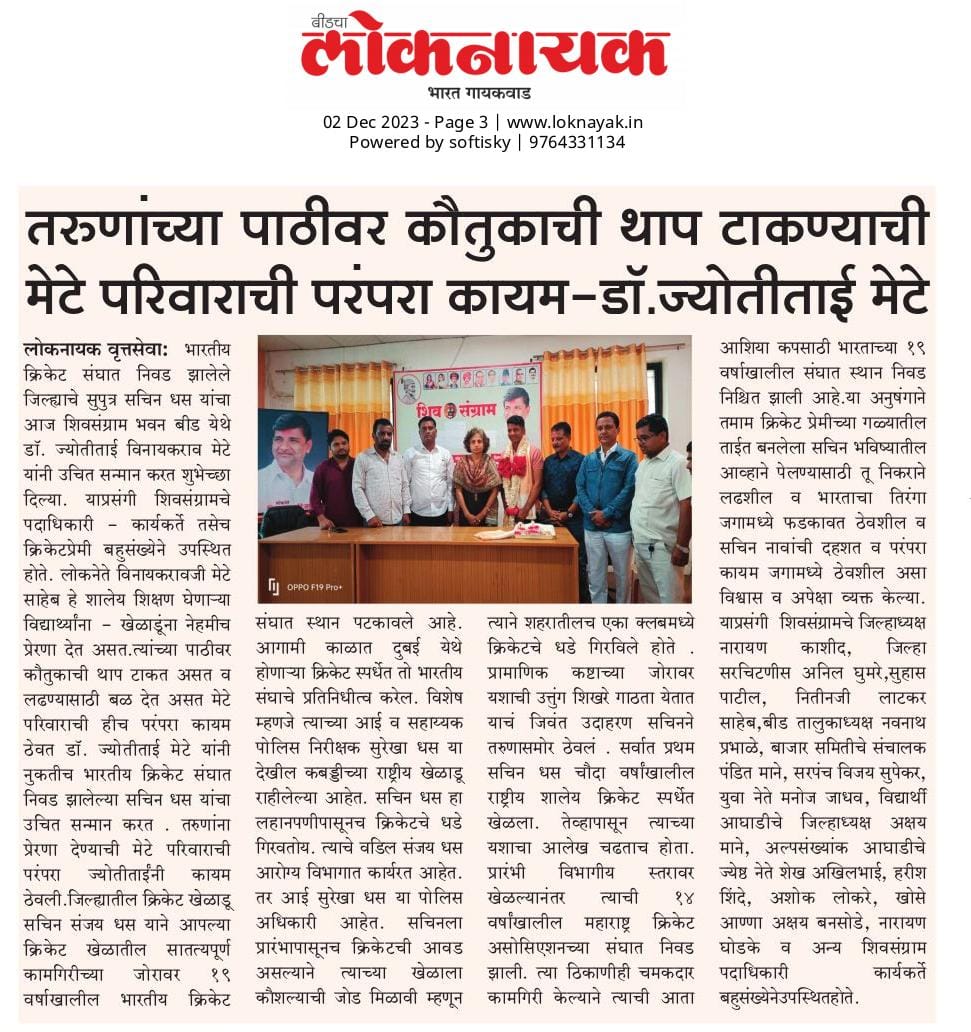 बीडचा
लोकनायक
भारत गायकवाड
02 Dec 2023 - Page 3 | www.loknayak.in
Powered by softisky | 9764331134
तरुणांच्या पाठीवर कौतुकाची थाप टाकण्याची
मेटे परिवाराची परंपरा कायम-डॉ.ज्योतीताई मेटे
लोकनायक वृत्तसेवा: भारतीय
क्रिकेट संघात निवड झालेले
जिल्ह्याचे सुपुत्र सचिन धस यांचा
आज शिवसंग्राम भवन बीड येथे
डॉ. ज्योतीताई विनायकराव मेटे
यांनी उचित सन्मान करत शुभेच्छा
दिल्या. याप्रसंगी शिवसंग्रामचे
पदाधिकारी - कार्यकर्ते तसेच
क्रिकेटप्रेमी बहुसंख्येने उपस्थित
होते. लोकनेते विनायकरावजी मेटे
साहेब हे शालेय शिक्षण घेणाऱ्या
विद्यार्थ्यांना - खेळाडूंना नेहमीच
प्रेरणा देत असत.त्यांच्या पाठीवर
कौतुकाची थाप टाकत असत व
लढण्यासाठी बळ देत असत मेटे
परिवाराची हीच परंपरा कायम
ठेवत डॉ. ज्योतीताई मेटे यांनी
नुकतीच भारतीय क्रिकेट संघात
निवड झालेल्या सचिन धस यांचा
उचित सन्मान करत . तरुणांना
प्रेरणा देण्याची मेटे परिवाराची
परंपरा ज्योतीताईंनी कायम
ठेवली.जिल्ह्यातील क्रिकेट खेळाडू
सचिन संजय धस याने आपल्या
क्रिकेट खेळातील सातत्यपूर्ण
कामगिरीच्या जोरावर १९
वर्षाखालील भारतीय क्रिकेट
शिव संग्राम
OPPO F19 Pro+
संघात स्थान पटकावले आहे.
आगामी काळात दुबई येथे
होणाऱ्या क्रिकेट स्पर्धेत तो भारतीय
संघाचे प्रतिनिधीत्व करेल. विशेष
म्हणजे त्याच्या आई व सहाय्यक
पोलिस निरीक्षक सुरेखा धस या
देखील कबड्डीच्या राष्ट्रीय खेळाडू
राहीलेल्या आहेत. सचिन धस हा
लहानपणीपासूनच क्रिकेटचे धडे
गिरवतोय. त्याचे वडिल संजय धस
आरोग्य विभागात कार्यरत आहेत.
तर आई सुरेखा धस या पोलिस
अधिकारी आहेत. सचिनला
प्रारंभापासूनच क्रिकेटची आवड
असल्याने त्याच्या खेळाला
कौशल्याची जोड मिळावी म्हणून
त्याने शहरातीलच एका क्लबमध्ये
क्रिकेटचे धडे गिरविले होते .
प्रामाणिक कष्टाच्या जोरावर
यशाची उत्तुंग शिखरे गाठता येतात
याचं जिवंत उदाहरण सचिनने
तरुणासमोर ठेवलं . सर्वात प्रथम
सचिन धस चौदा वर्षांखालील
राष्ट्रीय शालेय क्रिकेट स्पर्धेत
खेळला. तेव्हापासून त्याच्या
यशाचा आलेख चढताच होता.
प्रारंभी विभागीय स्तरावर
खेळल्यानंतर त्याची १४
वर्षांखालील महाराष्ट्र क्रिकेट
असोसिएशनच्या संघात निवड
झाली. त्या ठिकाणीही चमकदार
कामगिरी केल्याने त्याची आता
आशिया कपसाठी भारताच्या १९
वर्षाखालील संघात स्थान निवड
निश्चित झाली आहे.या अनुषंगाने
तमाम क्रिकेट प्रेमीच्या गळ्यातील
ताईत बनलेला सचिन भविष्यातील
आव्हाने पेलण्यासाठी तू निकराने
लढशील व भारताचा तिरंगा
जगामध्ये फडकावत ठेवशील व
सचिन नावांची दहशत व परंपरा
कायम जगामध्ये ठेवशील असा
विश्वास व अपेक्षा व्यक्त केल्या.
याप्रसंगी शिवसंग्रामचे जिल्हाध्यक्ष
नारायण काशीद, जिल्हा
सरचिटणीस अनिल घुमरे,सुहास
पाटील, नितीनजी लाटकर
साहेब,बीड तालुकाध्यक्ष नवनाथ
प्रभाळे, बाजार समितीचे संचालक
पंडित माने, सरपंच विजय सुपेकर,
युवा नेते मनोज जाधव, विद्यार्थी
आघाडीचे जिल्हाध्यक्ष अक्षय
माने, अल्पसंख्यांक आघाडीचे
ज्येष्ठ नेते शेख अखिलभाई, हरीश
शिंदे, अशोक लोकरे, खोसे
आण्णा अक्षय बनसोडे, नारायण
घोडके व अन्य शिवसंग्राम
पदाधिकारी कार्यकर्ते
बहुसंख्येनेउपस्थितहोते.